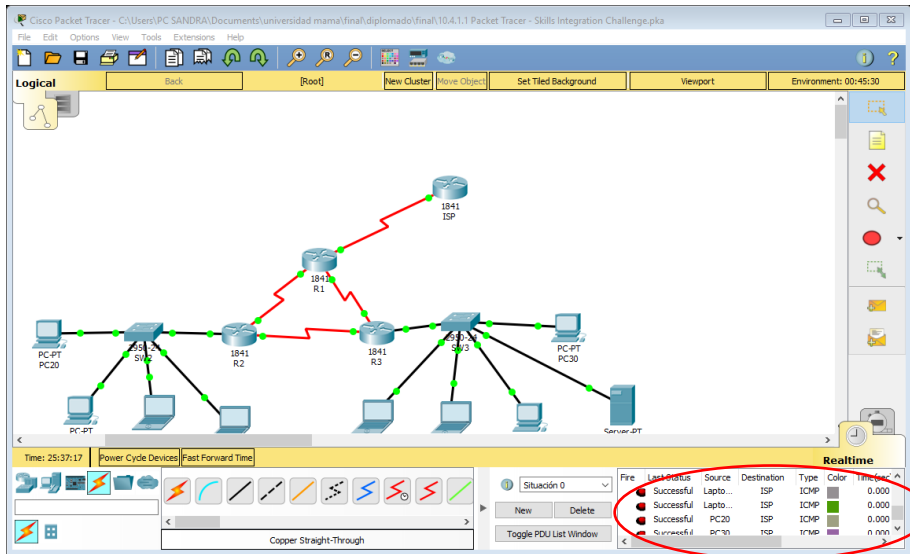 Cisco Packet Tracer - C:\Users\PC SANDRA\Documents\universidad mama\final\diplomado\final\10.4.1.1 Packet Tracer - Skills Integration Challenge.pka
File Edit Options View Tools Extensions Help
Logical Back [Root] New Cluster Move Object Set Tiled Background Viewport Environment: 00:45:30
1841
ISP
1841
R1
PC-PT
PC20
2950-24
SW2
1841
R2
1841
R3
2950-24
SW3
PC-PT
PC30
PC-PT
Server-PT
Time: 25:37:17 Power Cycle Devices Fast Forward Time Realtime
Situación 0
New Delete
Toggle PDU List Window
Copper Straight-Through
Fire Last Status Source Destination Type Color Time(sec
Successful Lapto... ISP ICMP 0.000
Successful Lapto... ISP ICMP 0.000
Successful PC20 ISP ICMP 0.000
Successful PC30 ISP ICMP 0.000